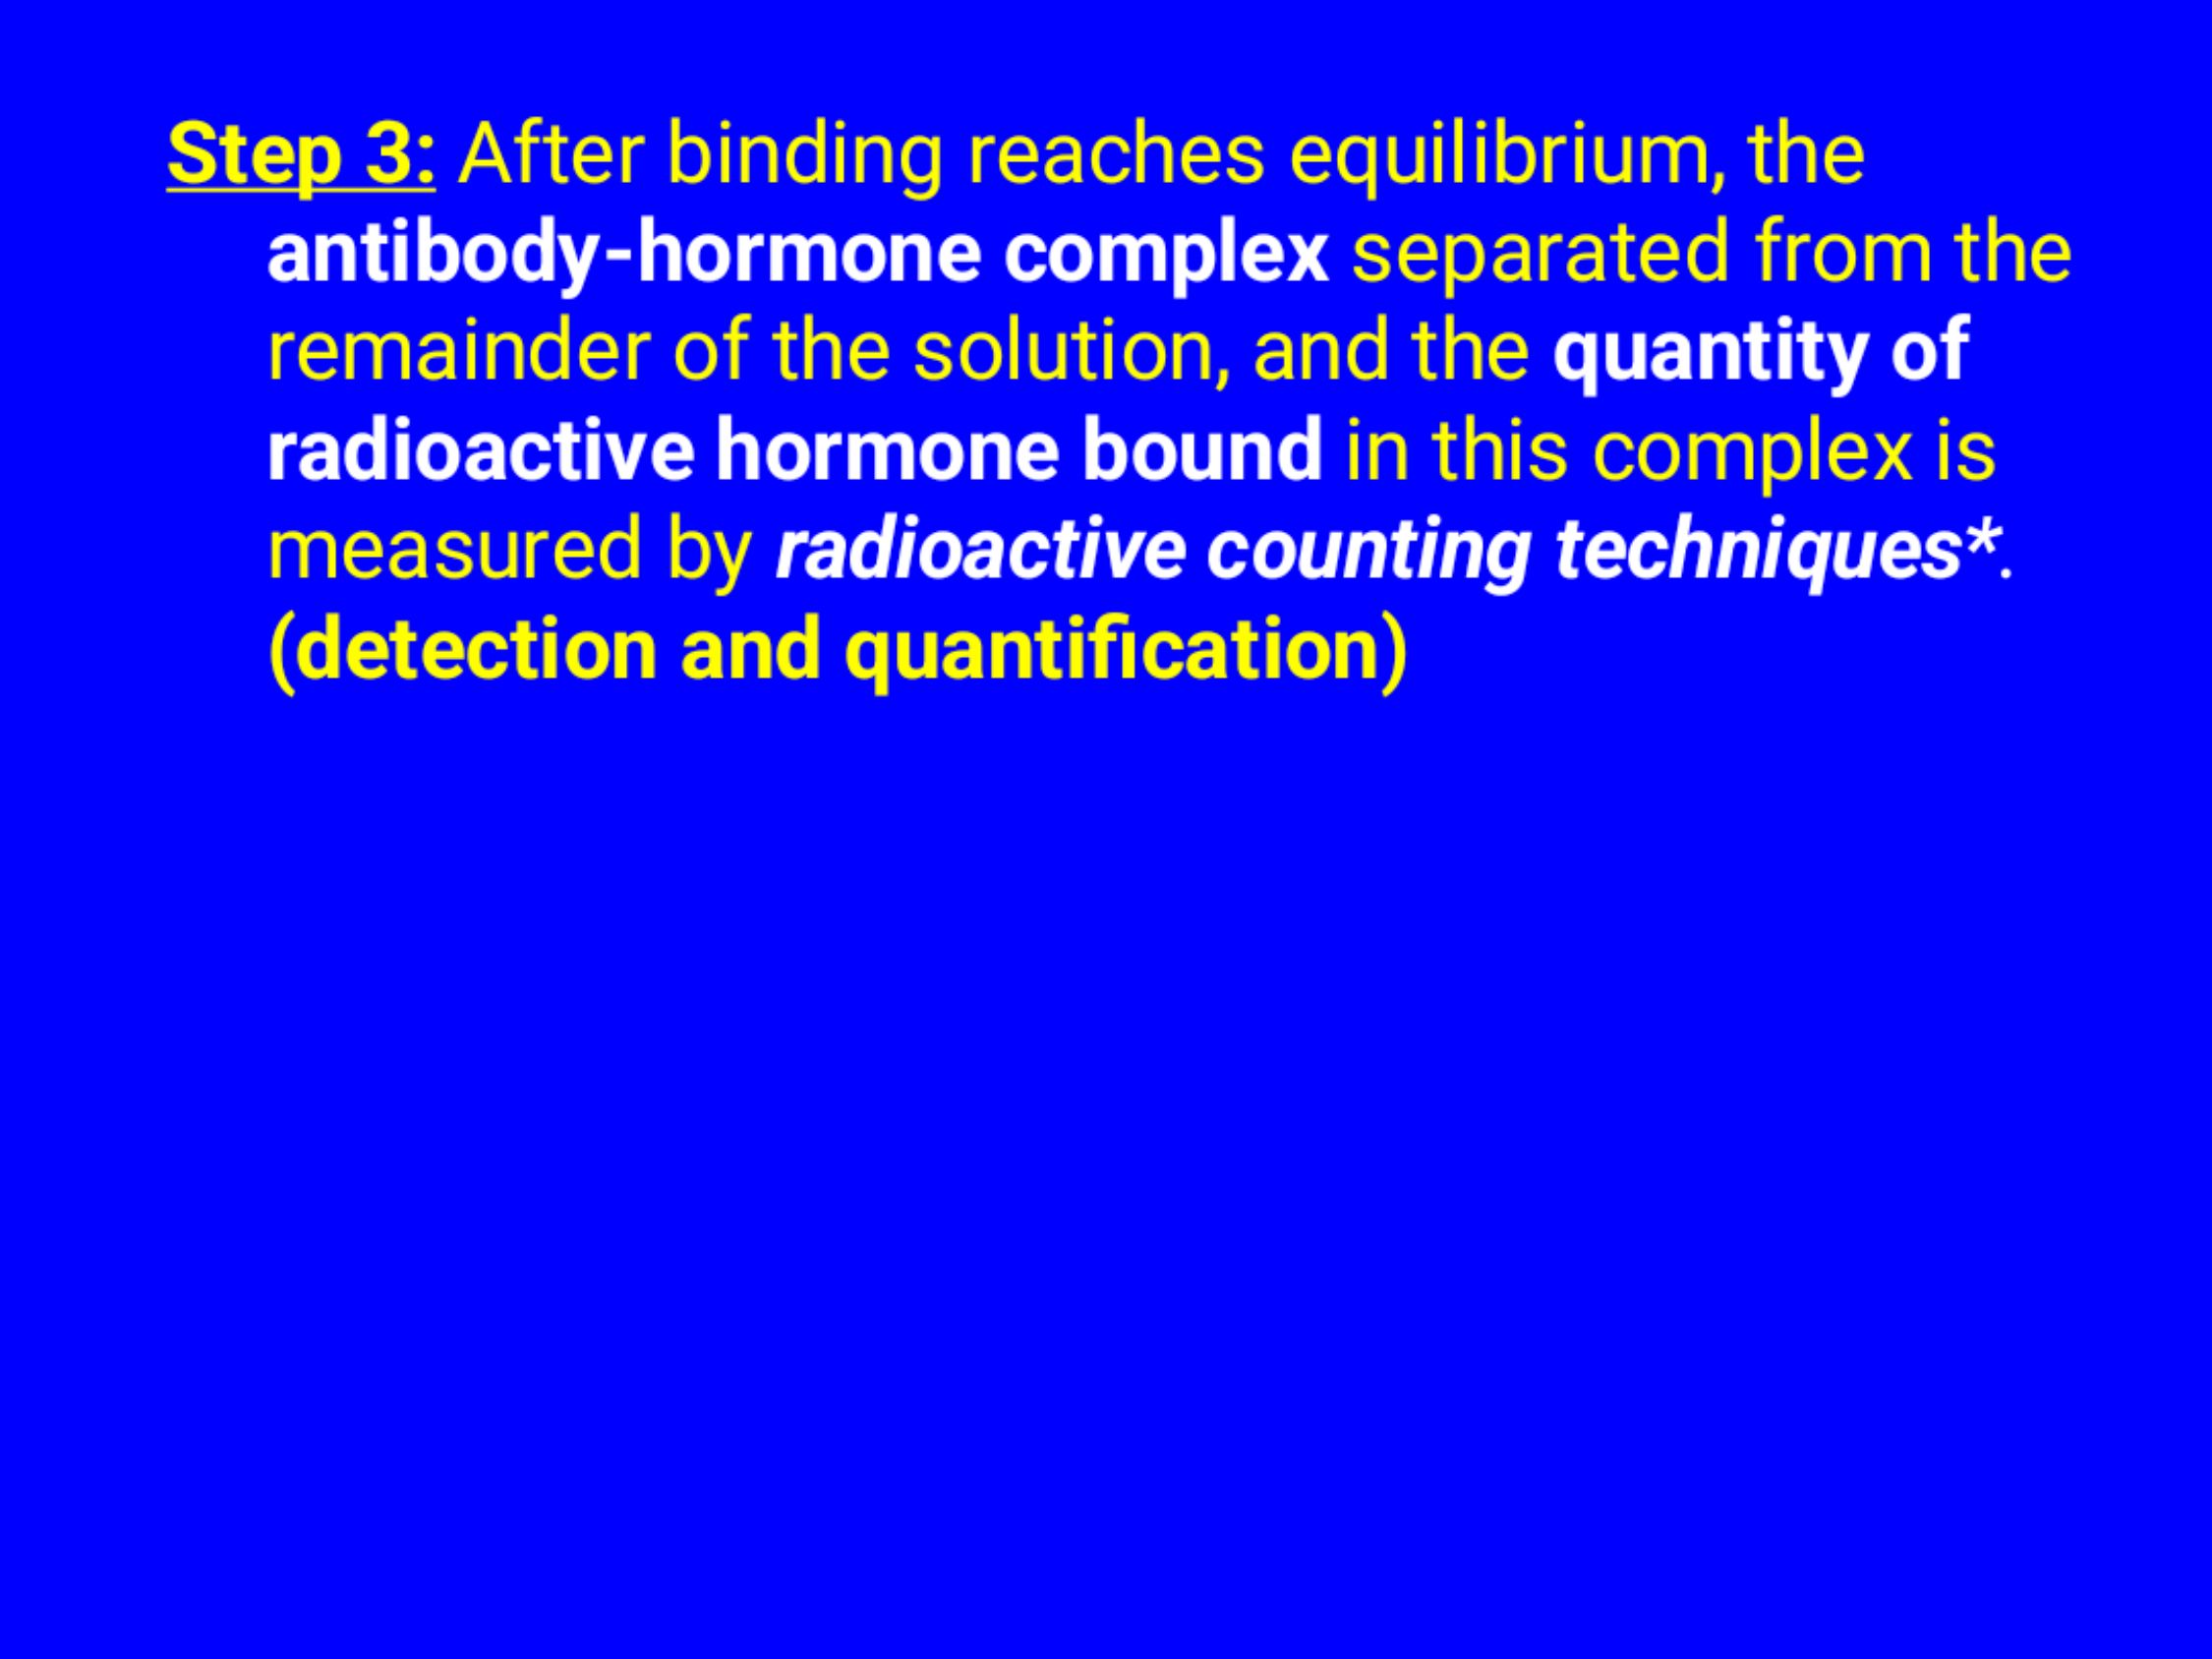 Step 3: After binding reaches equilibrium, the
antibody-hormone complex separated from the
remainder of the solution, and the quantity of
radioactive hormone bound in this complex is
measured by radioactive counting techniques*.
(detection and quantification)